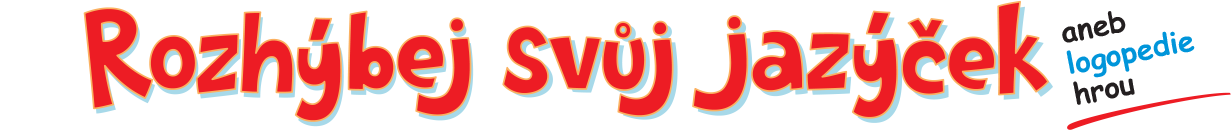 Rozhýbej svůj jazýček
aneb
logopedie
hrou